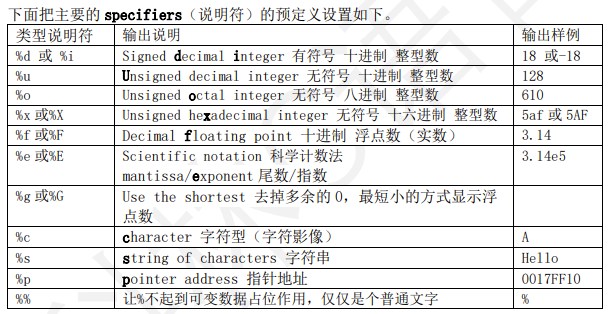 下面把主要的 specifiers（说明符）的预定义设置如下。
类型说明符 输出说明 输出样例
%d 或 %i Signed decimal integer 有符号 十进制 整型数 18 或-18
%u Unsigned decimal integer 无符号 十进制 整型数 128
%o Unsigned octal integer 无符号 八进制 整型数 610
%x 或%X Unsigned hexadecimal integer 无符号 十六进制 整型数 5af 或 5AF
%f 或%F Decimal floating point 十进制 浮点数（实数） 3.14
%e 或%E Scientific notation 科学计数法 3.14e5
mantissa/exponent 尾数/指数
%g 或%G Use the shortest 去掉多余的 0，最短小的方式显示浮
点数
%c character 字符型（字符影像） A
%s string of characters 字符串 Hello
%p pointer address 指针地址 0017FF10
%% 让%不起到可变数据占位作用，仅仅是个普通文字 %